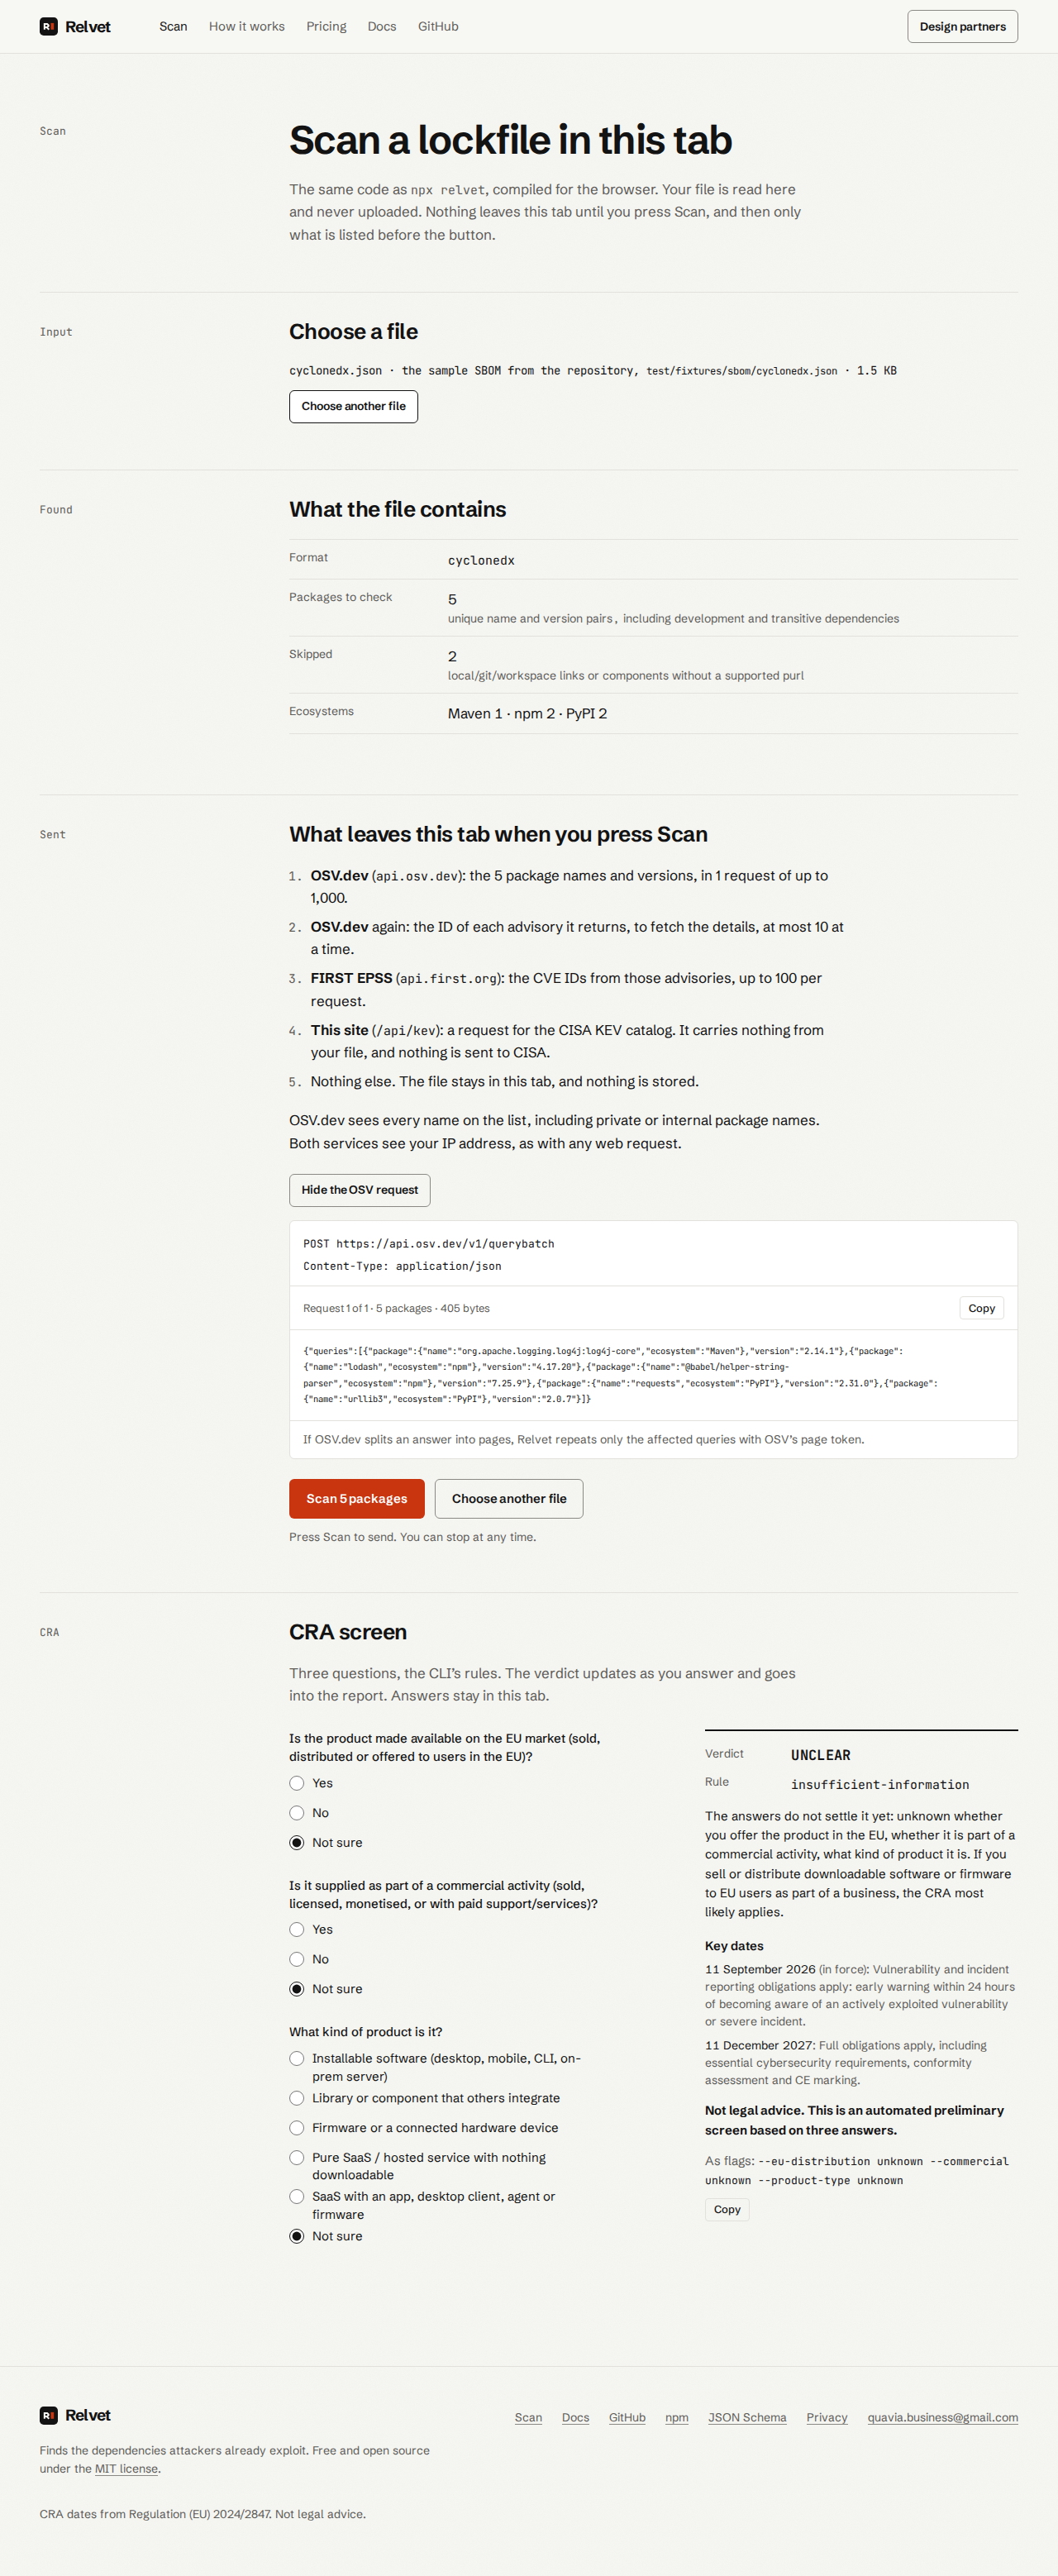 Relvet
Scan How it works Pricing Docs GitHub
Design partners
Scan
Scan a lockfile in this tab
The same code as npx relvet, compiled for the browser. Your file is read here
and never uploaded. Nothing leaves this tab until you press Scan, and then only
what is listed before the button.
Input
Choose a file
cyclonedx.json · the sample SBOM from the repository, test/fixtures/sbom/cyclonedx.json · 1.5 KB
Choose another file
Found
What the file contains
Format
cyclonedx
Packages to check
5
unique name and version pairs, including development and transitive dependencies
Skipped
2
local/git/workspace links or components without a supported purl
Ecosystems
Maven 1 · npm 2 · PyPI 2
Sent
What leaves this tab when you press Scan
1. OSV.dev (api.osv.dev): the 5 package names and versions, in 1 request of up to
1,000.
2. OSV.dev again: the ID of each advisory it returns, to fetch the details, at most 10 at
a time.
3. FIRST EPSS (api.first.org): the CVE IDs from those advisories, up to 100 per
request.
4. This site (/api/kev): a request for the CISA KEV catalog. It carries nothing from
your file, and nothing is sent to CISA.
5. Nothing else. The file stays in this tab, and nothing is stored.
OSV.dev sees every name on the list, including private or internal package names.
Both services see your IP address, as with any web request.
Hide the OSV request
POST https://api.osv.dev/v1/querybatch
Content-Type: application/json
Request 1 of 1 · 5 packages · 405 bytes
Copy
{"queries":[{"package":{"name":"org.apache.logging.log4j:log4j-core","ecosystem":"Maven"},"version":"2.14.1"},{"package":
{"name":"lodash","ecosystem":"npm"},"version":"4.17.20"},{"package":{"name":"@babel/helper-string-
parser","ecosystem":"npm"},"version":"7.25.9"},{"package":{"name":"requests","ecosystem":"PyPI"},"version":"2.31.0"},{"package":
{"name":"urllib3","ecosystem":"PyPI"},"version":"2.0.7"}]}
If OSV.dev splits an answer into pages, Relvet repeats only the affected queries with OSV's page token.
Scan 5 packages
Choose another file
Press Scan to send. You can stop at any time.
CRA
CRA screen
Three questions, the CLI's rules. The verdict updates as you answer and goes
into the report. Answers stay in this tab.
Is the product made available on the EU market (sold,
distributed or offered to users in the EU)?
Yes
No
Not sure
Is it supplied as part of a commercial activity (sold,
licensed, monetised, or with paid support/services)?
Yes
No
Not sure
What kind of product is it?
Installable software (desktop, mobile, CLI, on-
prem server)
Library or component that others integrate
Firmware or a connected hardware device
Pure SaaS / hosted service with nothing
downloadable
SaaS with an app, desktop client, agent or
firmware
Not sure
Verdict
UNCLEAR
Rule
insufficient-information
The answers do not settle it yet: unknown whether
you offer the product in the EU, whether it is part of a
commercial activity, what kind of product it is. If you
sell or distribute downloadable software or firmware
to EU users as part of a business, the CRA most
likely applies.
Key dates
11 September 2026 (in force): Vulnerability and incident
reporting obligations apply: early warning within 24 hours
of becoming aware of an actively exploited vulnerability
or severe incident.
11 December 2027: Full obligations apply, including
essential cybersecurity requirements, conformity
assessment and CE marking.
Not legal advice. This is an automated preliminary
screen based on three answers.
As flags: --eu-distribution unknown --commercial
unknown --product-type unknown
Copy
Relvet
Scan Docs GitHub npm JSON Schema Privacy quavia.business@gmail.com
Finds the dependencies attackers already exploit. Free and open source
under the MIT license.
CRA dates from Regulation (EU) 2024/2847. Not legal advice.